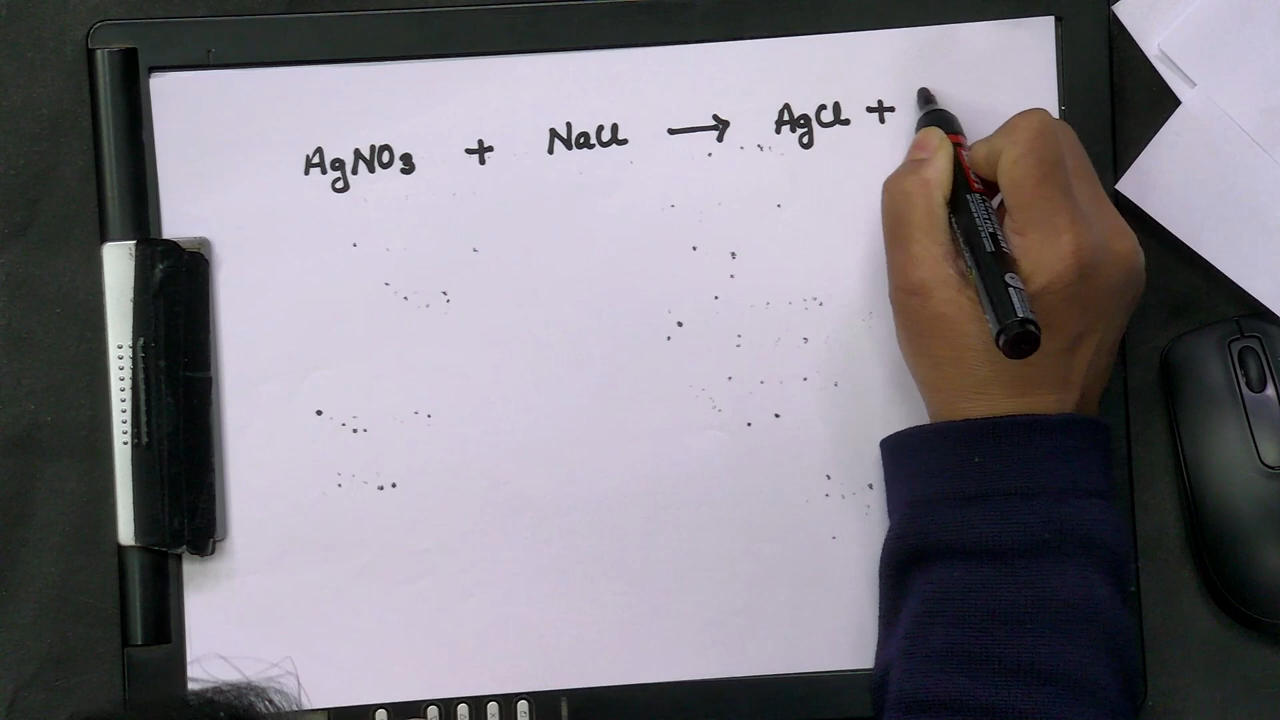 AgNO3 + NaCl → AgCl +